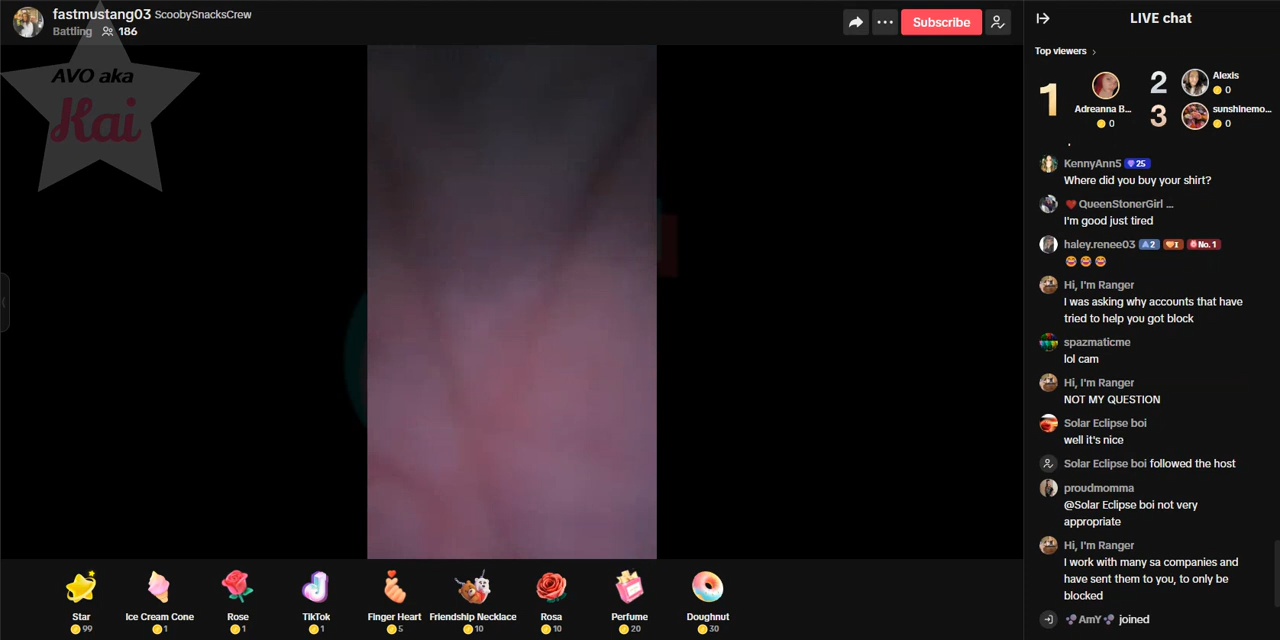 fastmustang03 ScoobySnacksCrew
Battling 186
Subscribe
AVO aka
Kai
LIVE chat
Top viewers
1
Adreanna B...
0
2
Alexis
0
3
sunshinemo...
0
KennyAnn5 25
Where did you buy your shirt?
QueenStonerGirl ...
I'm good just tired
haley.renee03 2 I No. 1
Hi, I'm Ranger
I was asking why accounts that have
tried to help you got block
spazmaticme
lol cam
Hi, I'm Ranger
NOT MY QUESTION
Solar Eclipse boi
well it's nice
Solar Eclipse boi followed the host
proudmomma
@Solar Eclipse boi not very
appropriate
Hi, I'm Ranger
I work with many sa companies and
have sent them to you, to only be
blocked
AmY joined
Star
99
Ice Cream Cone
1
Rose
1
TikTok
1
Finger Heart
5
Friendship Necklace
10
Rosa
10
Perfume
20
Doughnut
30